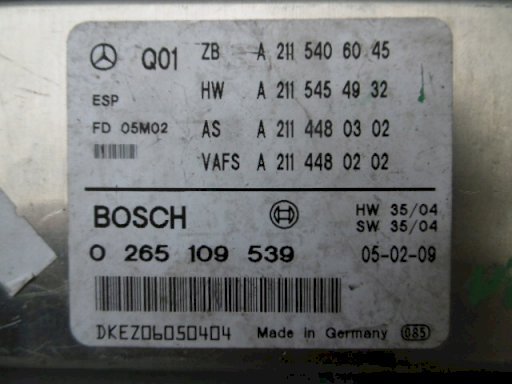 Q01 ZB A 211 540 60 45
ESP HW A 211 545 49 32
FD 05M02 AS A 211 448 03 02
VAFS A 211 448 02 02
BOSCH HW 35/04
SW 35/04
0 265 109 539 05-02-09
DKEZ06050404 Made in Germany 085